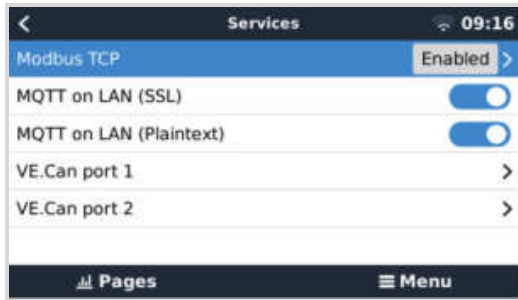 Services 09:16
Modbus TCP Enabled
MQTT on LAN (SSL)
MQTT on LAN (Plaintext)
VE.Can port 1
VE.Can port 2
Pages Menu